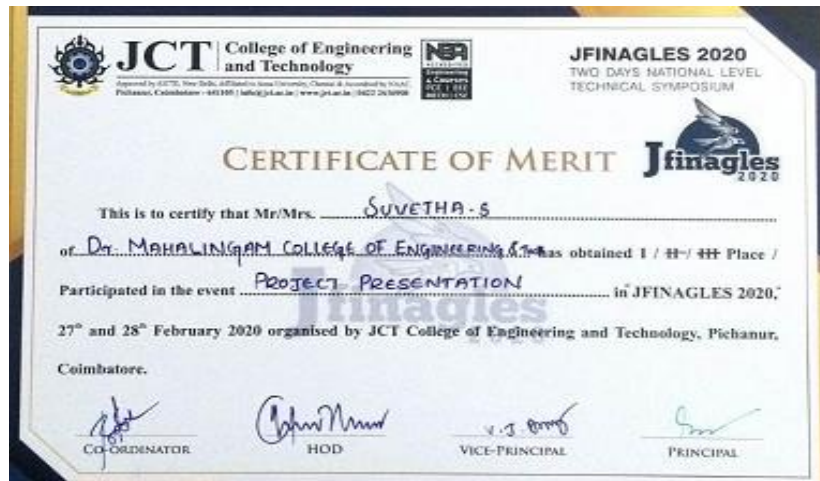 JCT College of Engineering and Technology
NBA
ACCREDITED
JFINAGLES 2020
TWO DAYS NATIONAL LEVEL
TECHNICAL SYMPOSIUM
CERTIFICATE OF MERIT
Jfinagles
2020
This is to certify that Mr/Mrs. SUVETHA-S
of Dr. MAHALINGAM COLLEGE OF ENGINEERING & Tech has obtained I / II / III Place /
Participated in the event PROJECT PRESENTATION in JFINAGLES 2020,
27th and 28th February 2020 organised by JCT College of Engineering and Technology, Pichanur,
Coimbatore.
CO-ORDINATOR
HOD
VICE-PRINCIPAL
PRINCIPAL